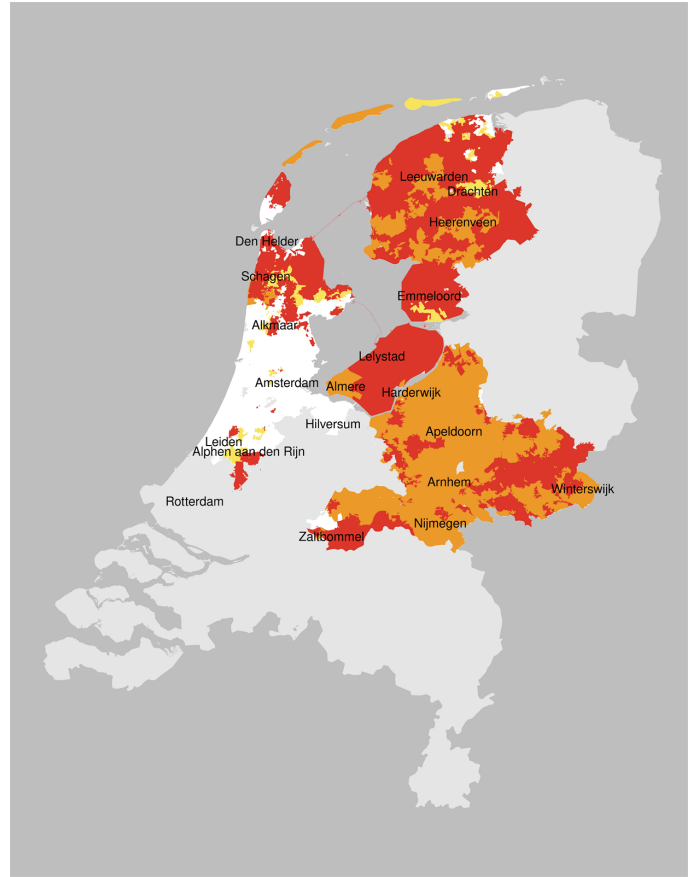 Leeuwarden
Drachten
Heerenveen
Den Helder
Schagen
Emmeloord
Alkmaar
Lelystad
Amsterdam
Almere
Harderwijk
Hilversum
Apeldoorn
Leiden
Alphen aan den Rijn
Arnhem
Winterswijk
Rotterdam
Nijmegen
Zaltbommel